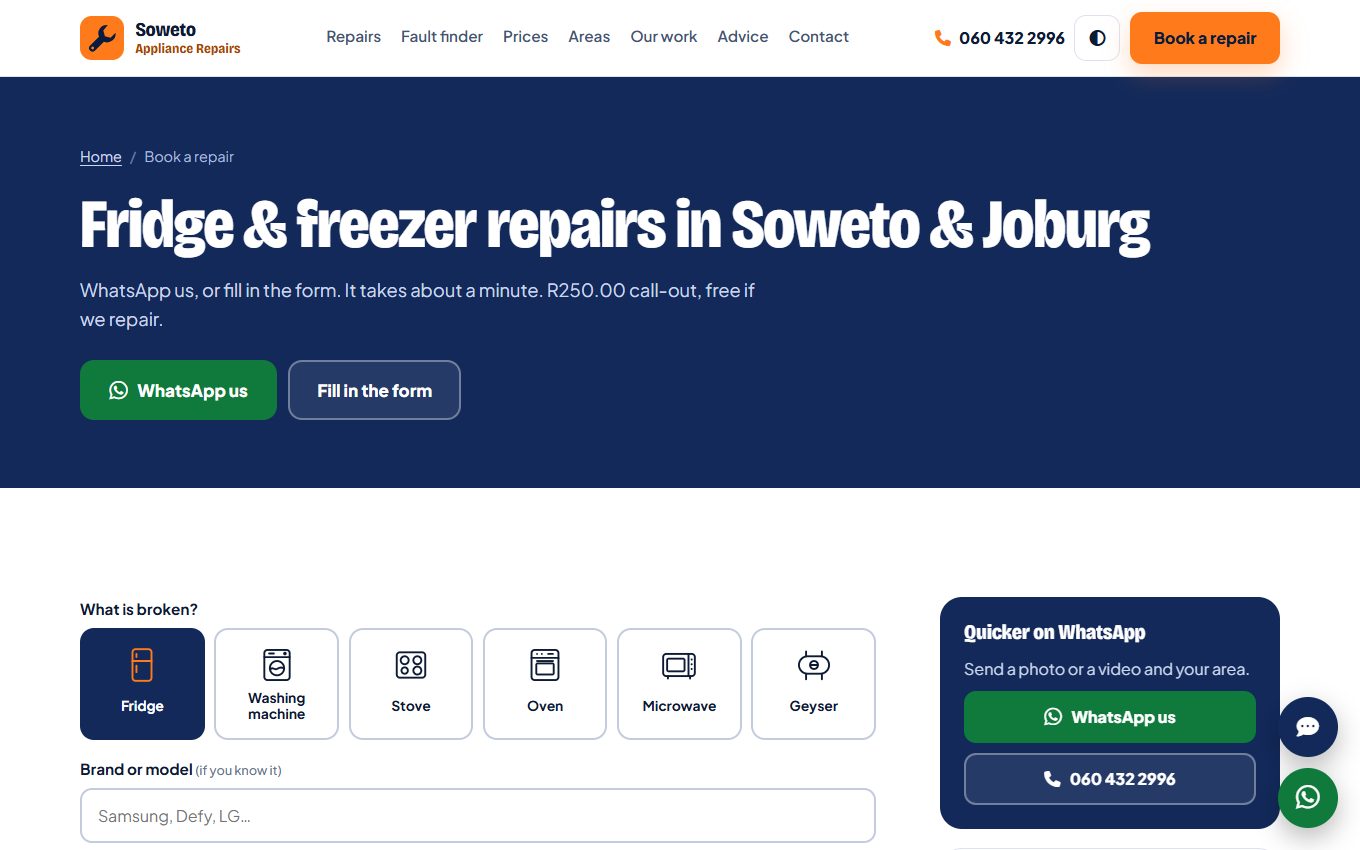 Soweto
Appliance Repairs
Repairs
Fault finder
Prices
Areas
Our work
Advice
Contact
060 432 2996
Book a repair
Home / Book a repair
Fridge & freezer repairs in Soweto & Joburg
WhatsApp us, or fill in the form. It takes about a minute. R250.00 call-out, free if
we repair.
WhatsApp us
Fill in the form
What is broken?
Fridge
Washing
machine
Stove
Oven
Microwave
Geyser
Brand or model (if you know it)
Samsung, Defy, LG...
Quicker on WhatsApp
Send a photo or a video and your area.
WhatsApp us
060 432 2996